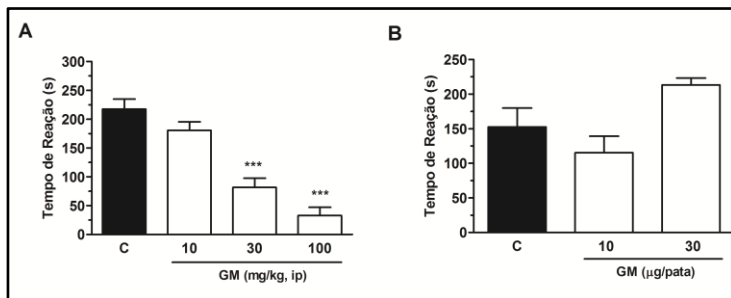 A
Tempo de Reação (s)
300
250
200
150
100
50
0
***
***
C
10
30
100
GM (mg/kg, ip)
B
Tempo de Reação (s)
250
200
150
100
50
0
C
10
30
GM (μg/pata)